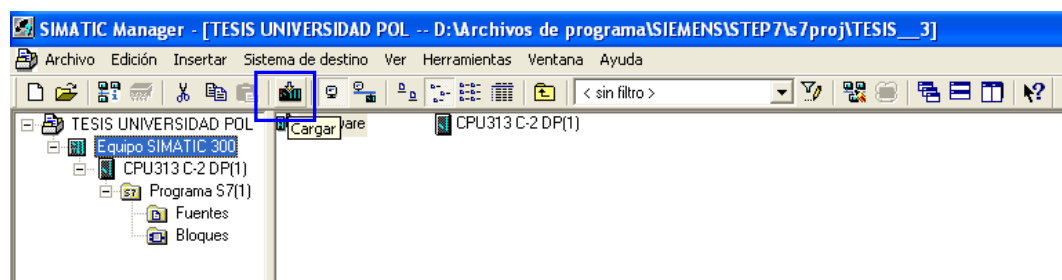 SIMATIC Manager - [TESIS UNIVERSIDAD POL -- D:\Archivos de programa\SIEMENS\STEP7\s7proj\TESIS__3]
Archivo Edición Insertar Sistema de destino Ver Herramientas Ventana Ayuda
< sin filtro >
TESIS UNIVERSIDAD POL
Cargar
CPU313 C-2 DP(1)
Equipo SIMATIC 300
CPU313 C-2 DP(1)
S7 Programa S7(1)
Fuentes
Bloques